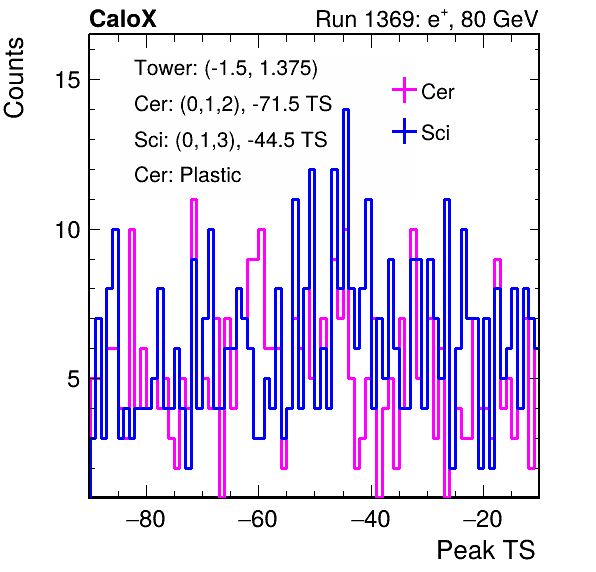 CaloX Run 1369: e+, 80 GeV
Counts
Tower: (-1.5, 1.375)
Cer: (0,1,2), -71.5 TS
Sci: (0,1,3), -44.5 TS
Cer: Plastic
Cer
Sci
15
10
5
−80 −60 −40 −20
Peak TS